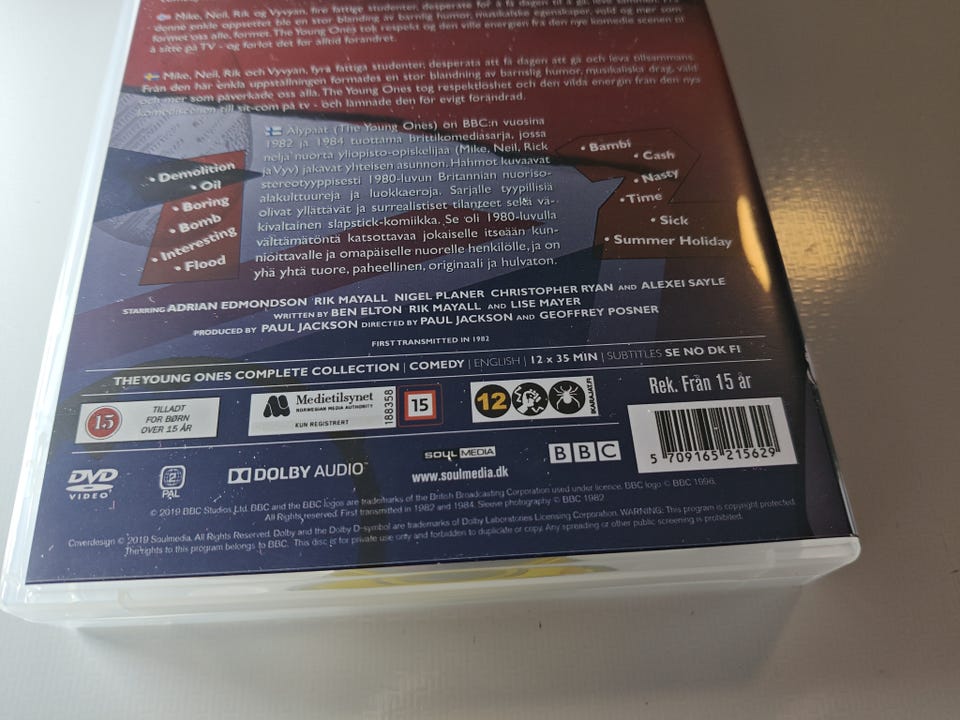 Mike, Neil, Rik og Vyvyan, fire fattige studenter, desperate for å få dagen til å gå, leve sammen. Fra
denne enkle oppsettet ble en stor blanding av barnlig humor, musikalske egenskaper, vold og mer som
formet oss alle, formet. The Young Ones tok respekt og den ville energien fra den nye komedie scenen til
å sitte på TV - og forlot det for alltid forandret.
Mike, Neil, Rik och Vyvyan, fyra fattiga studenter, desperata att få dagen att gå och leva tillsammans.
Från den här enkla uppställningen formades en stor blandning av barnslig humor, musikaliska drag, våld
och mer som påverkade oss alla. The Young Ones tog respektloshet och den vilda energin från den nya
komediscenen till sit-com på tv - och lämnade den för evigt förändrad.
Älypäät (The Young Ones) on BBC:n vuosina
1982 ja 1984 tuottama brittikomediasarja, jossa
neljä nuorta yliopisto-opiskelijaa (Mike, Neil, Rick
ja Vyv) jakavat yhteisen asunnon. Hahmot kuvaavat
stereotyyppisesti 1980-luvun Britannian nuoriso-
alakulttuureja ja luokkaeroja. Sarjalle tyypillisiä
olivat yllättävät ja surrealistiset tilanteet sekä vä-
kivaltainen slapstick-komiikka. Se oli 1980-luvulla
välttämätöntä katsottavaa jokaiselle itseään kun-
nioittavalle ja omapäiselle nuorelle henkilölle, ja on
yhä yhtä tuore, paheellinen, originaali ja hulvaton.
• Demolition
• Oil
• Boring
• Bomb
• Interesting
• Flood
• Bambi
• Cash
• Nasty
• Time
• Sick
• Summer Holiday
STARRING ADRIAN EDMONDSON RIK MAYALL NIGEL PLANER CHRISTOPHER RYAN AND ALEXEI SAYLE
WRITTEN BY BEN ELTON RIK MAYALL AND LISE MAYER
PRODUCED BY PAUL JACKSON DIRECTED BY PAUL JACKSON AND GEOFFREY POSNER
FIRST TRANSMITTED IN 1982
THE YOUNG ONES COMPLETE COLLECTION | COMEDY | ENGLISH | 12 x 35 MIN | SUBTITLES SE NO DK FI
15
TILLADT
FOR BØRN
OVER 15 ÅR
Medietilsynet
NORWEGIAN MEDIA AUTHORITY
KUN REGISTRERT
188358
15
12
IKARAJAT.FI
Rek. Från 15 år
5 709165 215629
DVD
VIDEO
2
PAL
DOLBY AUDIO™
SOUL MEDIA
www.soulmedia.dk
BBC
© 2019 BBC Studios Ltd. BBC and the BBC logos are trademarks of the British Broadcasting Corporation used under licence. BBC logo © BBC 1996.
All Rights reserved. First transmitted in 1982 and 1984. Sleeve photography © BBC 1982
Coverdesign © 2019 Soulmedia. All Rights Reserved. Dolby and the Dolby D-symbol are trademarks of Dolby Laboratories Licensing Corporation. WARNING: This program is copyright protected.
The rights to this program belongs to BBC. This disc is for private use only and forbidden to duplicate or copy. Any spreading or other public screening is prohibited.